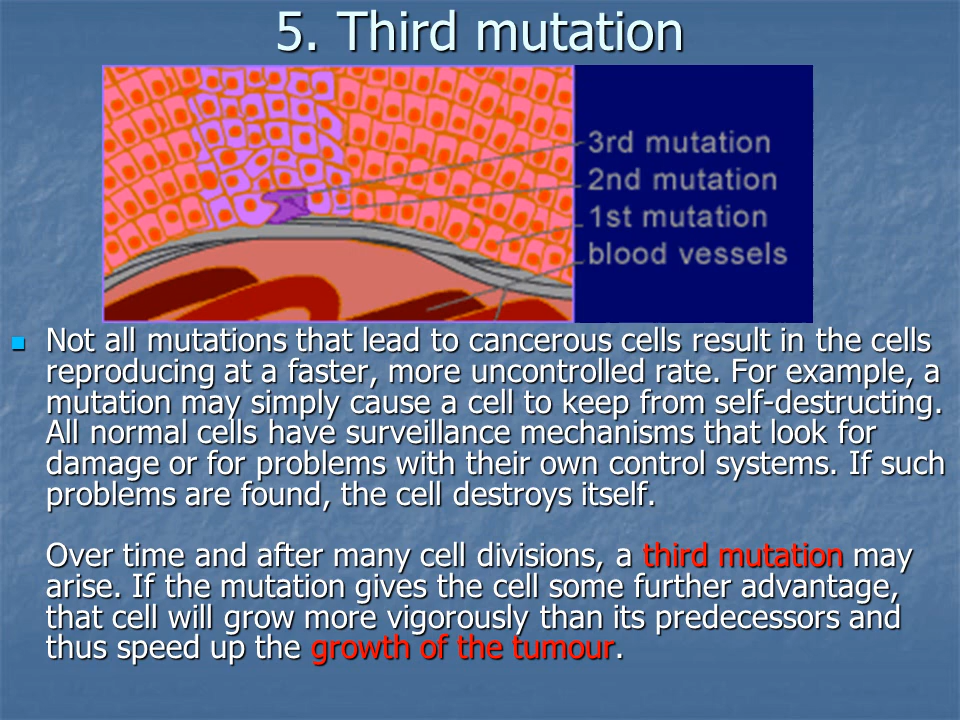 5. Third mutation
3rd mutation
2nd mutation
1st mutation
blood vessels
Not all mutations that lead to cancerous cells result in the cells
reproducing at a faster, more uncontrolled rate. For example, a
mutation may simply cause a cell to keep from self-destructing.
All normal cells have surveillance mechanisms that look for
damage or for problems with their own control systems. If such
problems are found, the cell destroys itself.
Over time and after many cell divisions, a third mutation may
arise. If the mutation gives the cell some further advantage,
that cell will grow more vigorously than its predecessors and
thus speed up the growth of the tumour.